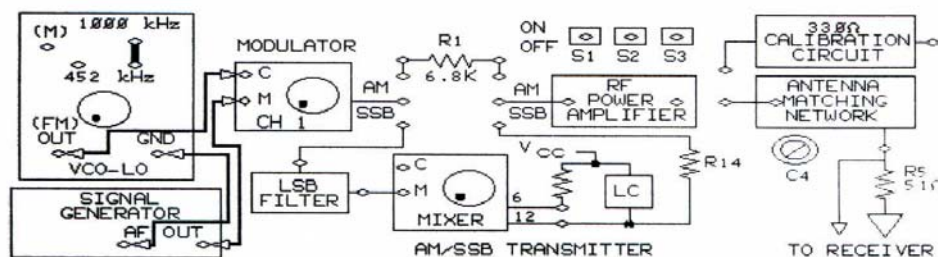 1000 kHz
(M)
452 kHz
(FM)
OUT
GND
VCO-LO
SIGNAL
GENERATOR
AF OUT
MODULATOR
C
M
CH 1
AM
SSB
R1
6.8K
ON
OFF
S1
S2
S3
AM
SSB
RF
POWER
AMPLIFIER
330Ω
CALIBRATION
CIRCUIT
ANTENNA
MATCHING
NETWORK
C4
R5
TO RECEIVER
LSB
FILTER
C
M
MIXER
6
12
VCC
LC
R14
AM/SSB TRANSMITTER